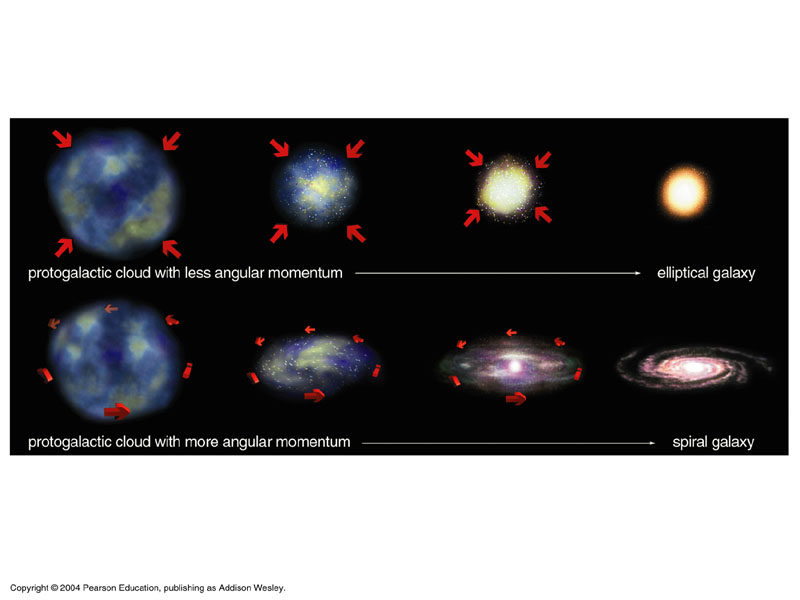 protogalactic cloud with less angular momentum
elliptical galaxy
protogalactic cloud with more angular momentum
spiral galaxy
Copyright © 2004 Pearson Education, publishing as Addison Wesley.